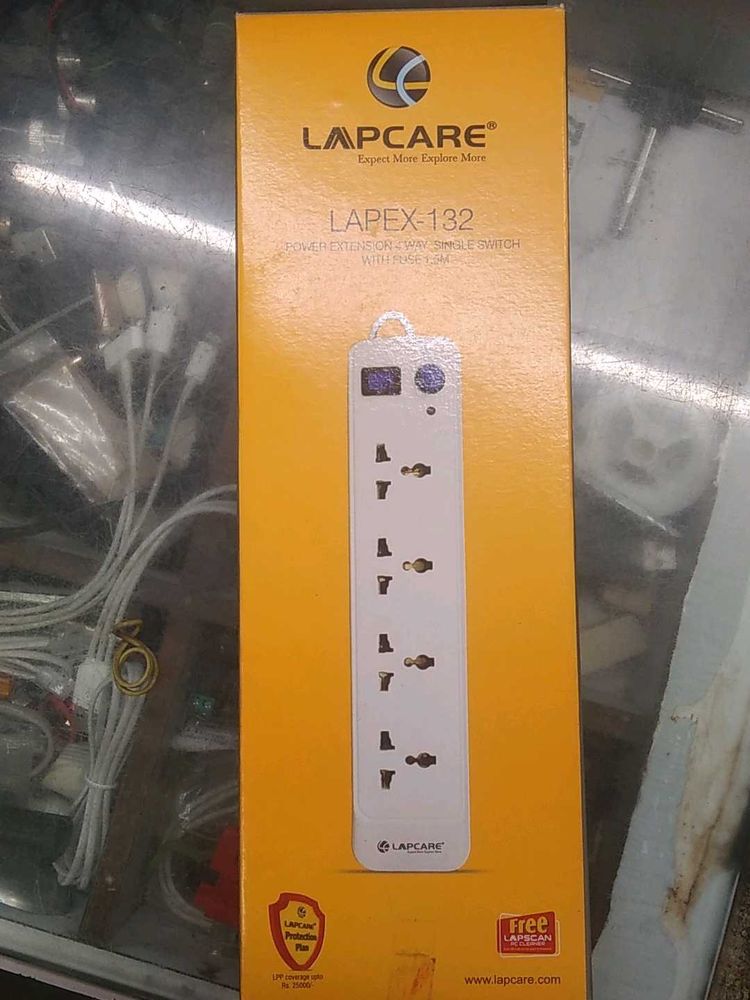 LAPCARE®
Expect More Explore More
LAPEX-132
POWER EXTENSION 4 WAY SINGLE SWITCH
WITH FUSE 1.5M
LAPCARE®
LAPCARE®
Protection
Plan
LPP coverage upto
Rs. 25000/-
Free
LAPSCAN
PC CLEANER
www.lapcare.com